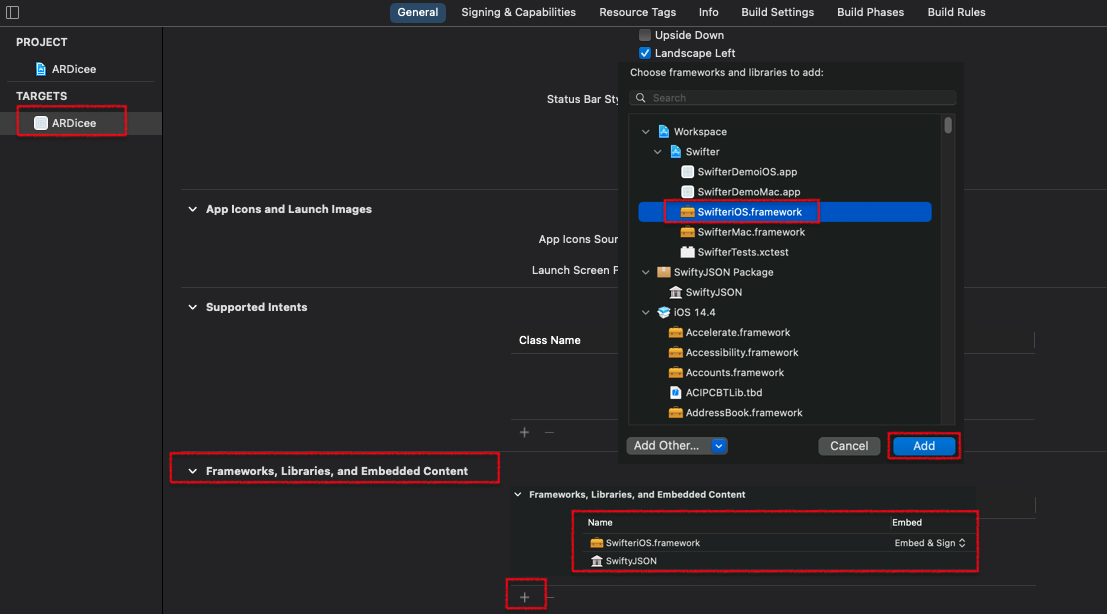 General Signing & Capabilities Resource Tags Info Build Settings Build Phases Build Rules
PROJECT
ARDicee
TARGETS
ARDicee
Upside Down
Landscape Left
Status Bar Sty
App Icons and Launch Images
App Icons Sour
Launch Screen F
Supported Intents
Class Name
Frameworks, Libraries, and Embedded Content
Choose frameworks and libraries to add:
Search
Workspace
Swifter
SwifterDemoiOS.app
SwifterDemoMac.app
SwifteriOS.framework
SwifterMac.framework
SwifterTests.xctest
SwiftyJSON Package
SwiftyJSON
iOS 14.4
Accelerate.framework
Accessibility.framework
Accounts.framework
ACIPCBTLib.tbd
AddressBook.framework
Add Other... Cancel Add
Frameworks, Libraries, and Embedded Content
Name Embed
SwifteriOS.framework Embed & Sign
SwiftyJSON